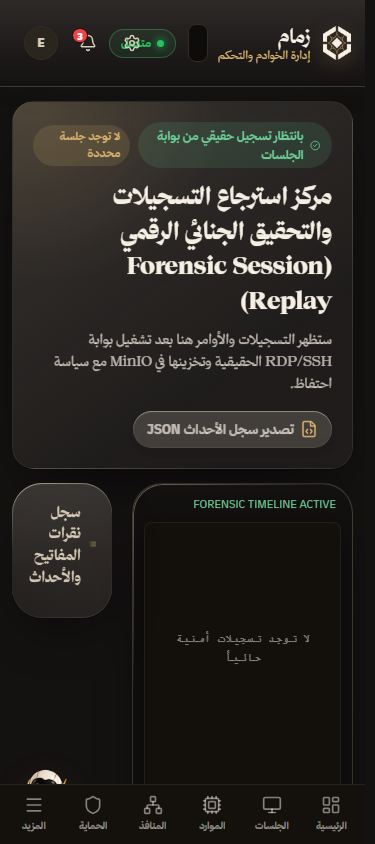 زمام
إدارة الخوادم والتحكم
3
E
بانتظار تسجيل حقيقي من بوابة
الجلسات
لا توجد جلسة
محددة
مركز استرجاع التسجيلات
والتحقيق الجنائي الرقمي
(Forensic Session
Replay)
ستظهر التسجيلات والأوامر هنا بعد تشغيل بوابة
RDP/SSH الحقيقية وتخزينها في MinIO مع سياسة
احتفاظ.
تصدير سجل الأحداث JSON
FORENSIC TIMELINE ACTIVE
لا توجد تسجيلات أمنية
حالياً
سجل
نقرات
المفاتيح
والأحداث
الرئيسية
الجلسات
الموارد
المنافذ
الحماية
المزيد